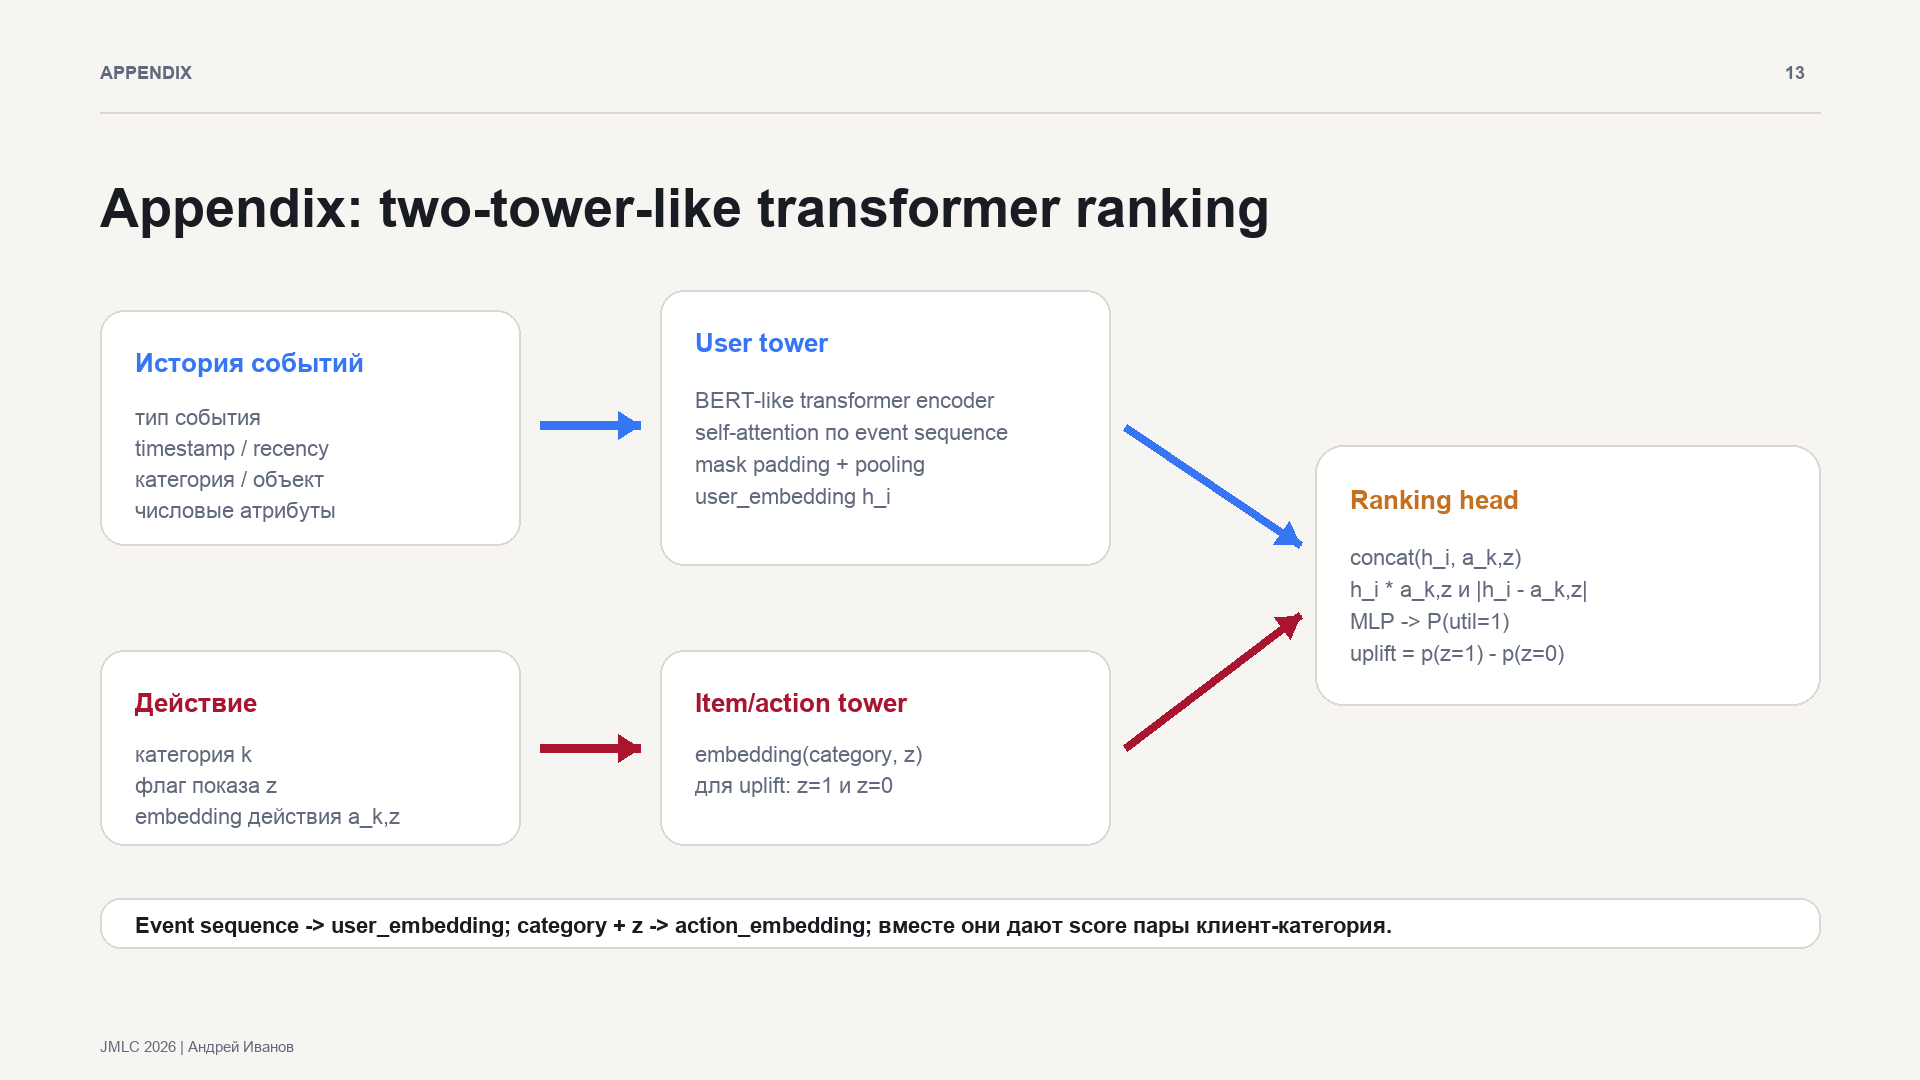 APPENDIX
13
Appendix: two-tower-like transformer ranking
История событий
тип события
timestamp / recency
категория / объект
числовые атрибуты
User tower
BERT-like transformer encoder
self-attention по event sequence
mask padding + pooling
user_embedding h_i
Ranking head
concat(h_i, a_k,z)
h_i * a_k,z и |h_i - a_k,z|
MLP -> P(util=1)
uplift = p(z=1) - p(z=0)
Действие
категория k
флаг показа z
embedding действия a_k,z
Item/action tower
embedding(category, z)
для uplift: z=1 и z=0
Event sequence -> user_embedding; category + z -> action_embedding; вместе они дают score пары клиент-категория.
JMLC 2026 | Андрей Иванов